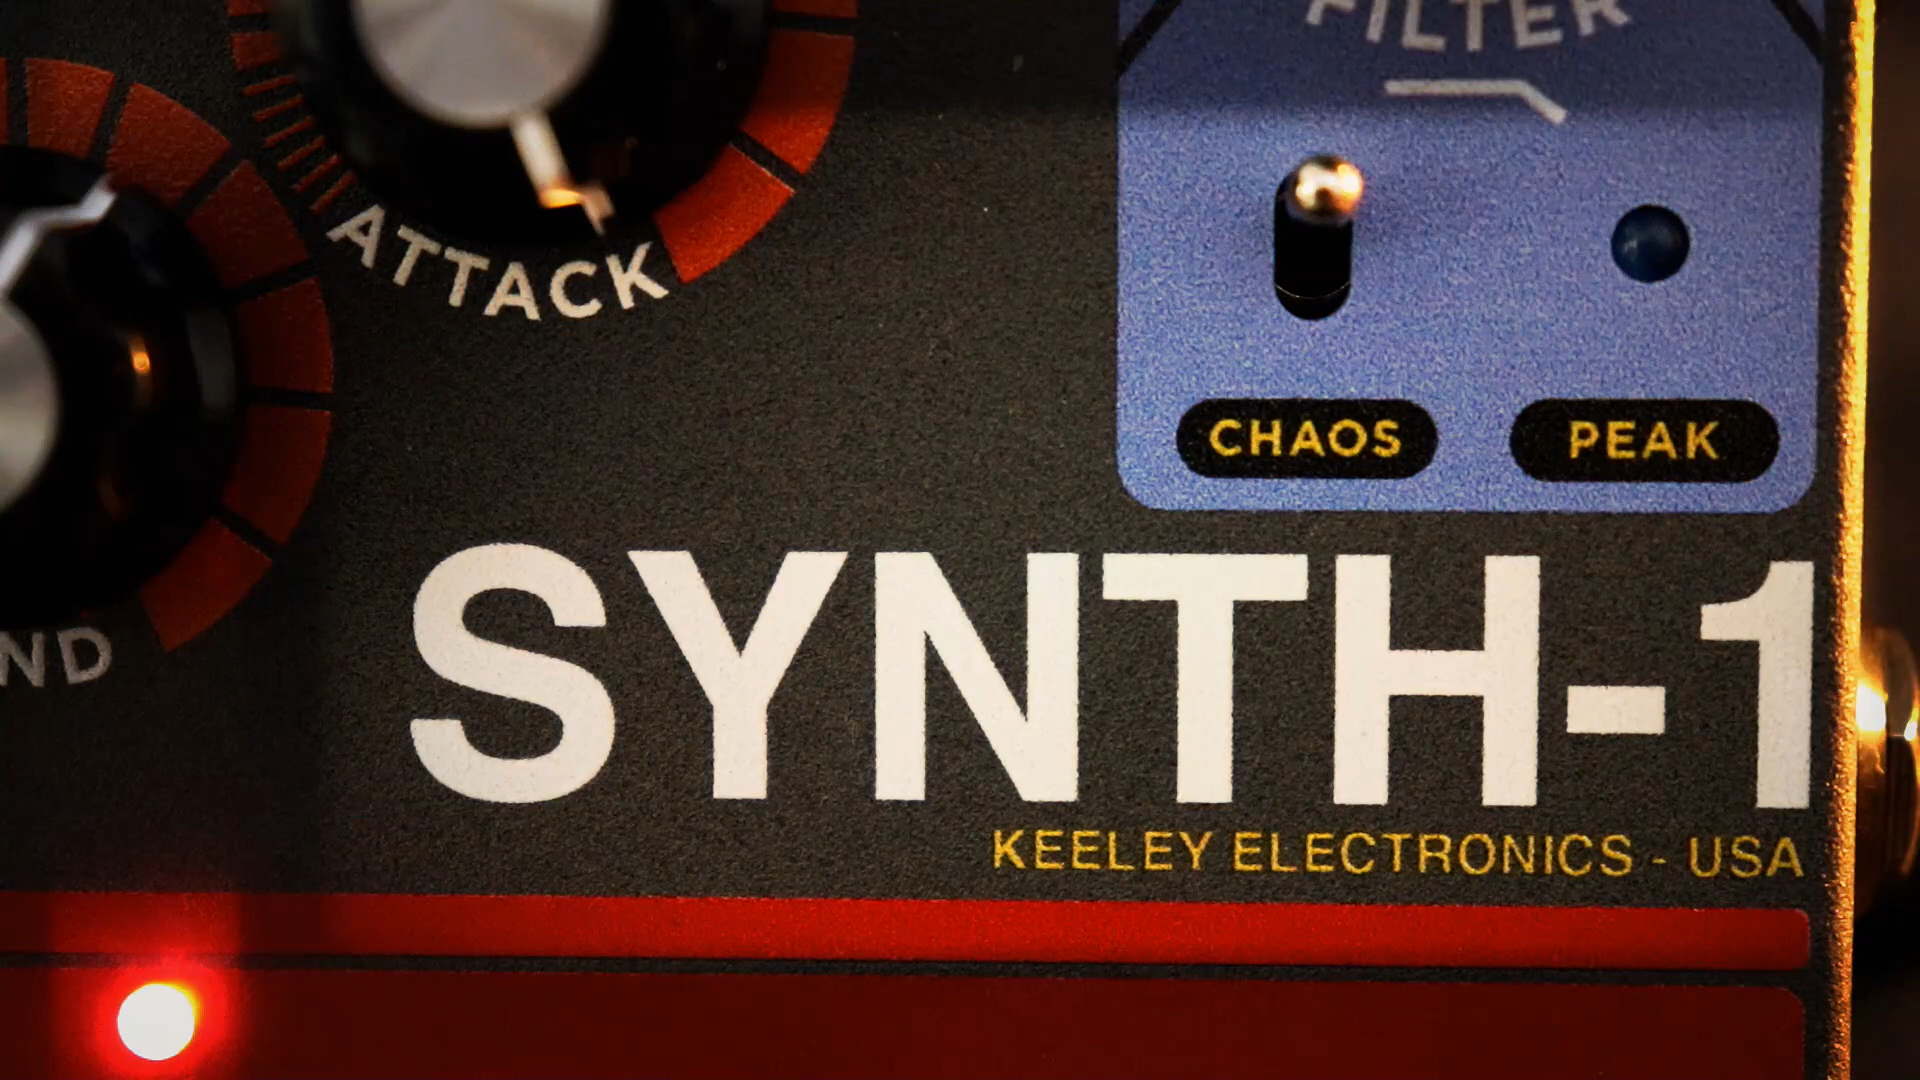 FILTER
ATTACK
CHAOS
PEAK
ND
SYNTH-1
KEELEY ELECTRONICS - USA